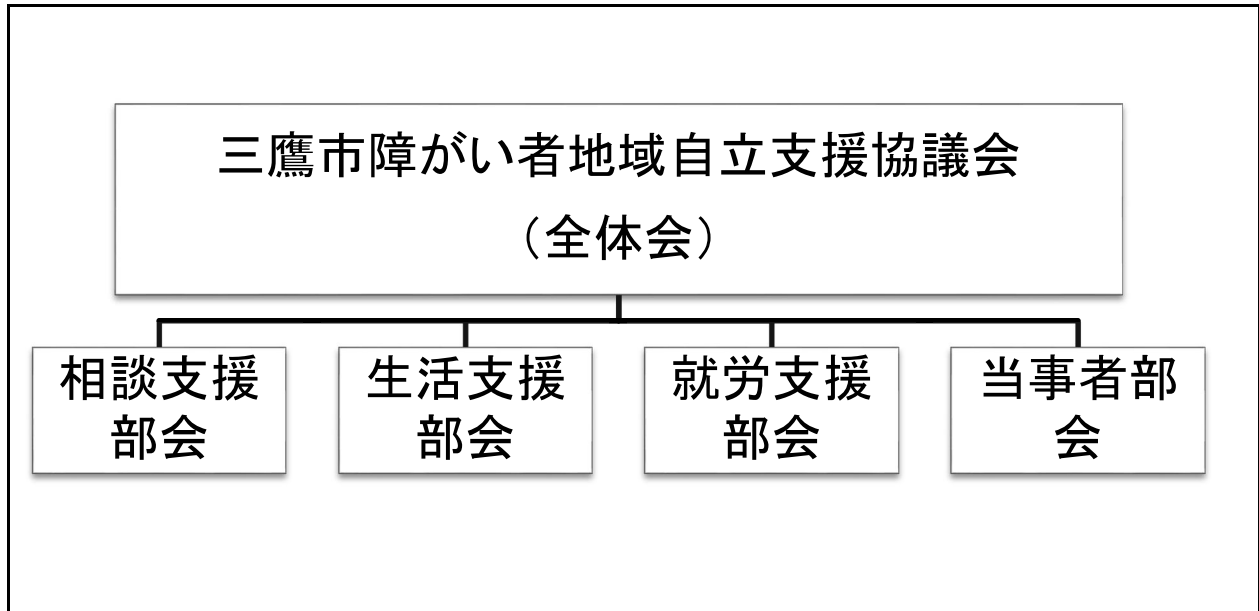 三鷹市障がい者地域自立支援協議会
（全体会）
相談支援
部会
生活支援
部会
就労支援
部会
当事者部
会